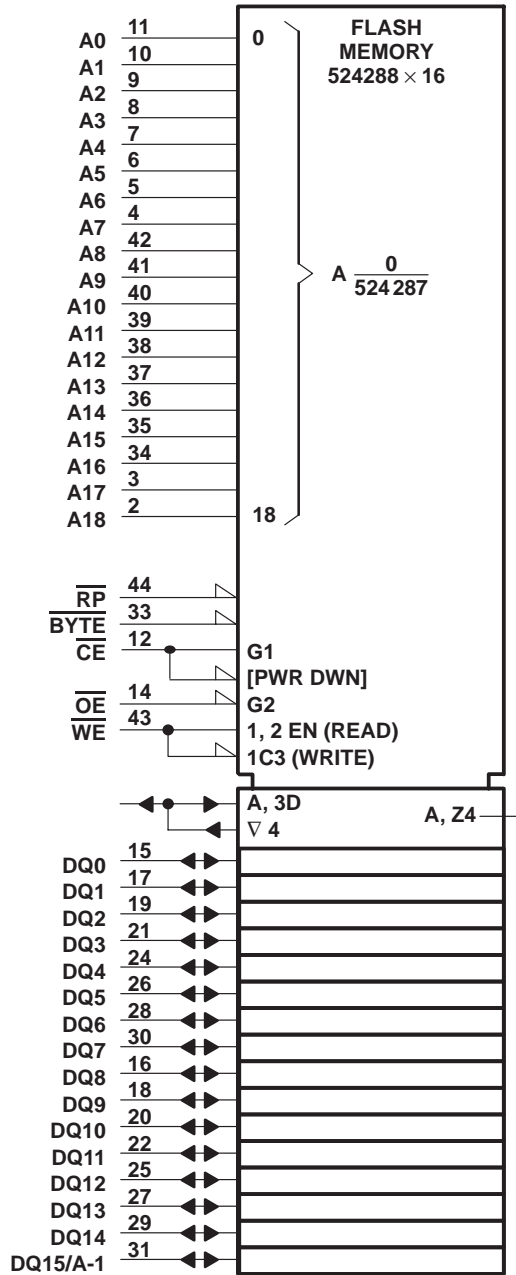 FLASH
MEMORY
524288 × 16
A0 11 0
A1 10
A2 9
A3 8
A4 7
A5 6
A6 5
A7 4
A8 42
A9 41
A 0
524 287
A10 40
A11 39
A12 38
A13 37
A14 36
A15 35
A16 34
A17 3
A18 2 18
RP 44
BYTE 33
CE 12 G1
[PWR DWN]
OE 14 G2
WE 43 1, 2 EN (READ)
1C3 (WRITE)
A, 3D A, Z4
∇ 4
DQ0 15
DQ1 17
DQ2 19
DQ3 21
DQ4 24
DQ5 26
DQ6 28
DQ7 30
DQ8 16
DQ9 18
DQ10 20
DQ11 22
DQ12 25
DQ13 27
DQ14 29
DQ15/A-1 31